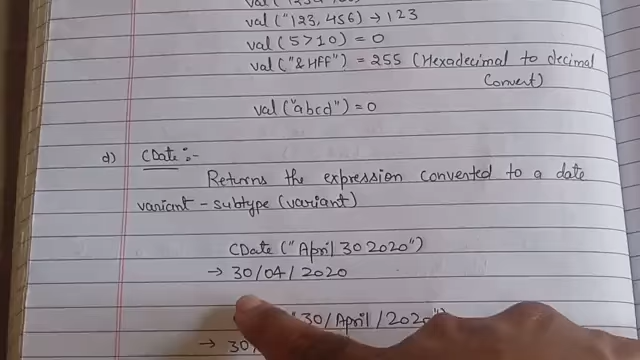 val("123,456) → 123
val (5>10) = 0
val ("&HFF") = 255 (Hexadecimal to decimal
Convert)
val ("abcd") = 0
d) CDate:-
Returns the expression converted to a date
variant - subtype (variant)
CDate ("April 30 2020")
→ 30/04/2020
"30/April/2020")
→ 30/